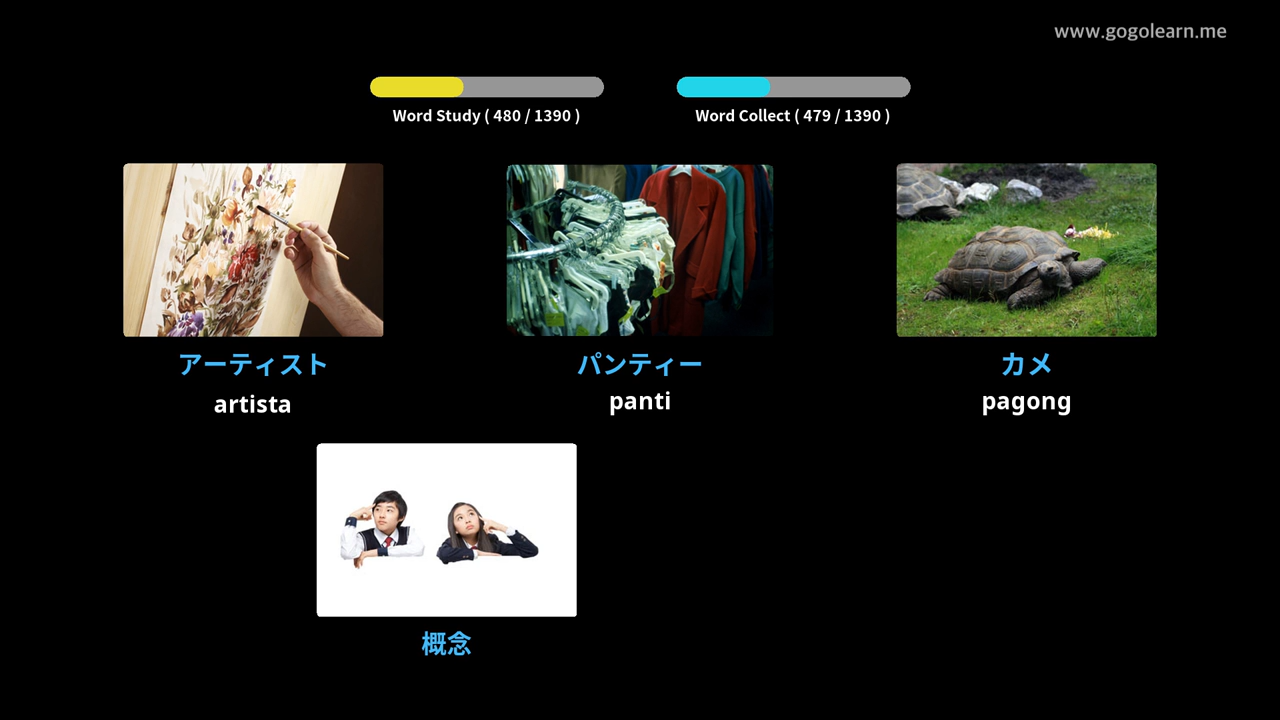 www.gogolearn.me
Word Study ( 480 / 1390 )
Word Collect ( 479 / 1390 )
アーティスト
artista
パンティー
panti
カメ
pagong
概念